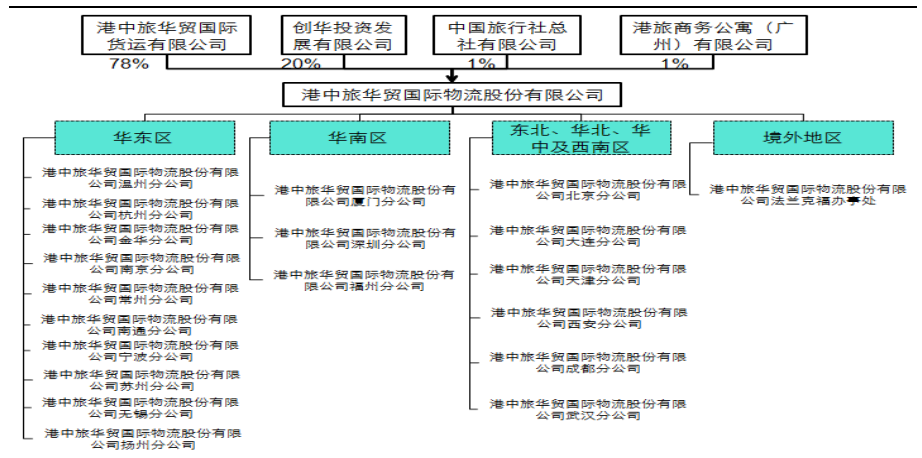 港中旅华贸国际
货运有限公司
创华投资发
展有限公司
中国旅行社总
社有限公司
港旅商务公寓（广
州）有限公司
78%
20%
1%
1%
港中旅华贸国际物流股份有限公司
华东区
港中旅华贸国际物流股份有限
公司温州分公司
港中旅华贸国际物流股份有限
公司杭州分公司
港中旅华贸国际物流股份有限
公司金华分公司
港中旅华贸国际物流股份有限
公司南京分公司
港中旅华贸国际物流股份有限
公司常州分公司
港中旅华贸国际物流股份有限
公司南通分公司
港中旅华贸国际物流股份有限
公司宁波分公司
港中旅华贸国际物流股份有限
公司苏州分公司
港中旅华贸国际物流股份有限
公司无锡分公司
港中旅华贸国际物流股份有限
公司扬州分公司
华南区
港中旅华贸国际物流股份有
限公司厦门分公司
港中旅华贸国际物流股份有
限公司深圳分公司
港中旅华贸国际物流股份有
限公司福州分公司
东北、华北、华
中及西南区
港中旅华贸国际物流股份有限
公司北京分公司
港中旅华贸国际物流股份有限
公司大连分公司
港中旅华贸国际物流股份有限
公司天津分公司
港中旅华贸国际物流股份有限
公司西安分公司
港中旅华贸国际物流股份有限
公司成都分公司
港中旅华贸国际物流股份有限
公司武汉分公司
境外地区
港中旅华贸国际物流股份有限
公司法兰克福办事处